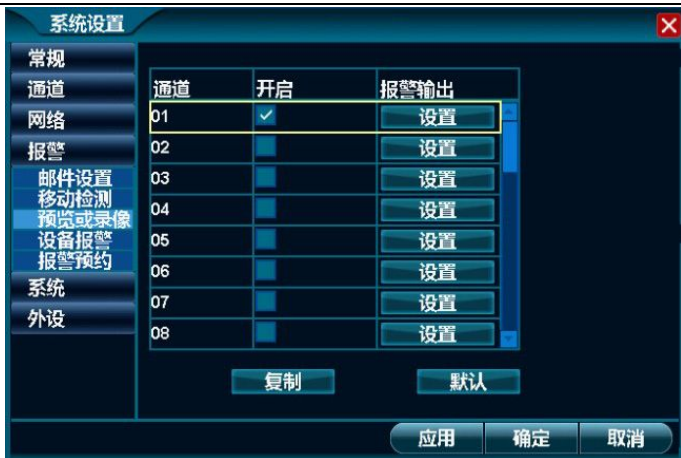 系统设置
常规
通道
网络
报警
邮件设置
移动检测
预览或录像
设备报警
报警预约
系统
外设
通道 开启 报警输出
01 设置
02 设置
03 设置
04 设置
05 设置
06 设置
07 设置
08 设置
复制 默认
应用 确定 取消